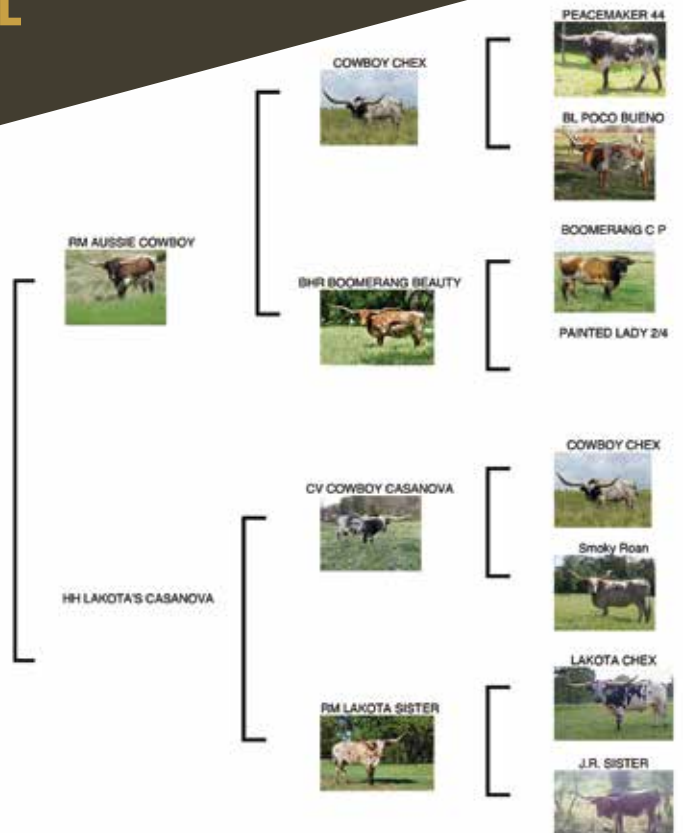 L
PEACEMAKER 44
COWBOY CHEX
BL POCO BUENO
RM AUSSIE COWBOY
BOOMERANG C P
BHR BOOMERANG BEAUTY
PAINTED LADY 2/4
COWBOY CHEX
CV COWBOY CASANOVA
Smoky Roan
HH LAKOTA'S CASANOVA
LAKOTA CHEX
RM LAKOTA SISTER
J.R. SISTER